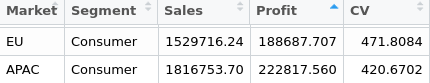 Market Segment Sales Profit CV
EU Consumer 1529716.24 188687.707 471.8084
APAC Consumer 1816753.70 222817.560 420.6702